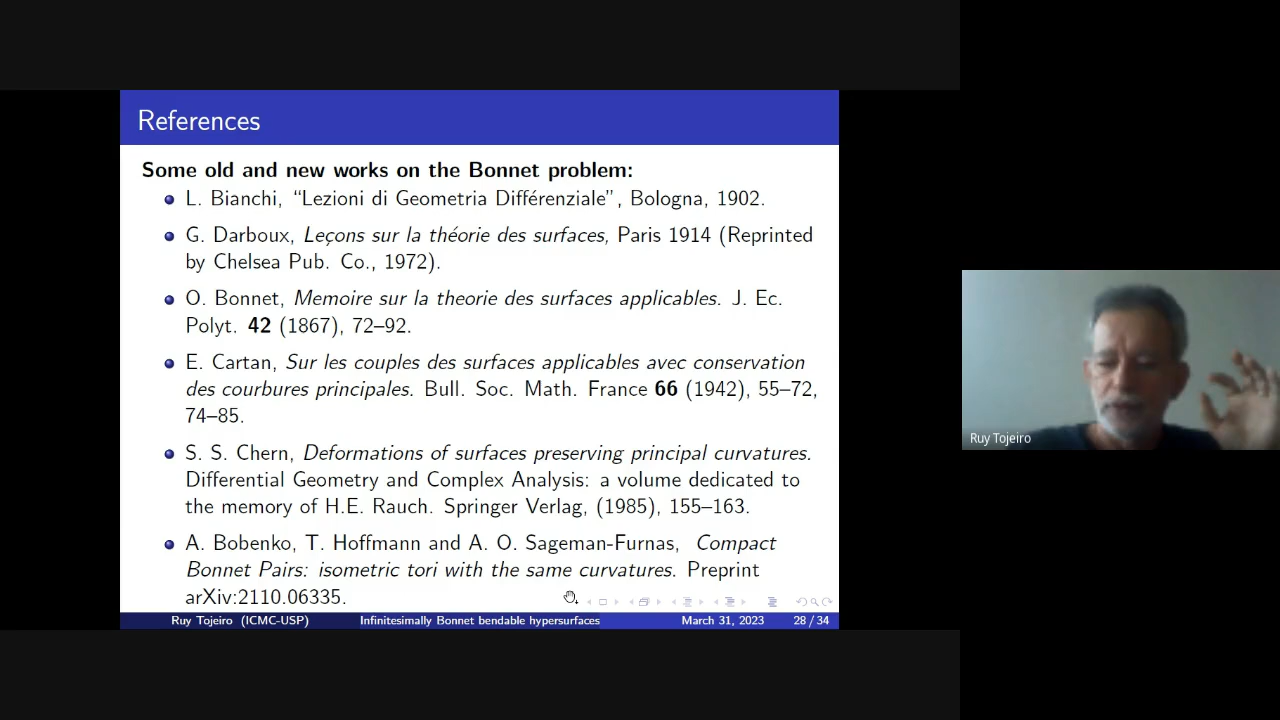 References
Some old and new works on the Bonnet problem:
L. Bianchi, “Lezioni di Geometria Différenziale”, Bologna, 1902.
G. Darboux, Leçons sur la théorie des surfaces, Paris 1914 (Reprinted
by Chelsea Pub. Co., 1972).
O. Bonnet, Memoire sur la theorie des surfaces applicables. J. Ec.
Polyt. 42 (1867), 72–92.
E. Cartan, Sur les couples des surfaces applicables avec conservation
des courbures principales. Bull. Soc. Math. France 66 (1942), 55–72,
74–85.
S. S. Chern, Deformations of surfaces preserving principal curvatures.
Differential Geometry and Complex Analysis: a volume dedicated to
the memory of H.E. Rauch. Springer Verlag, (1985), 155–163.
A. Bobenko, T. Hoffmann and A. O. Sageman-Furnas, Compact
Bonnet Pairs: isometric tori with the same curvatures. Preprint
arXiv:2110.06335.
Ruy Tojeiro (ICMC-USP) Infinitesimally Bonnet bendable hypersurfaces March 31, 2023 28 / 34
Ruy Tojeiro